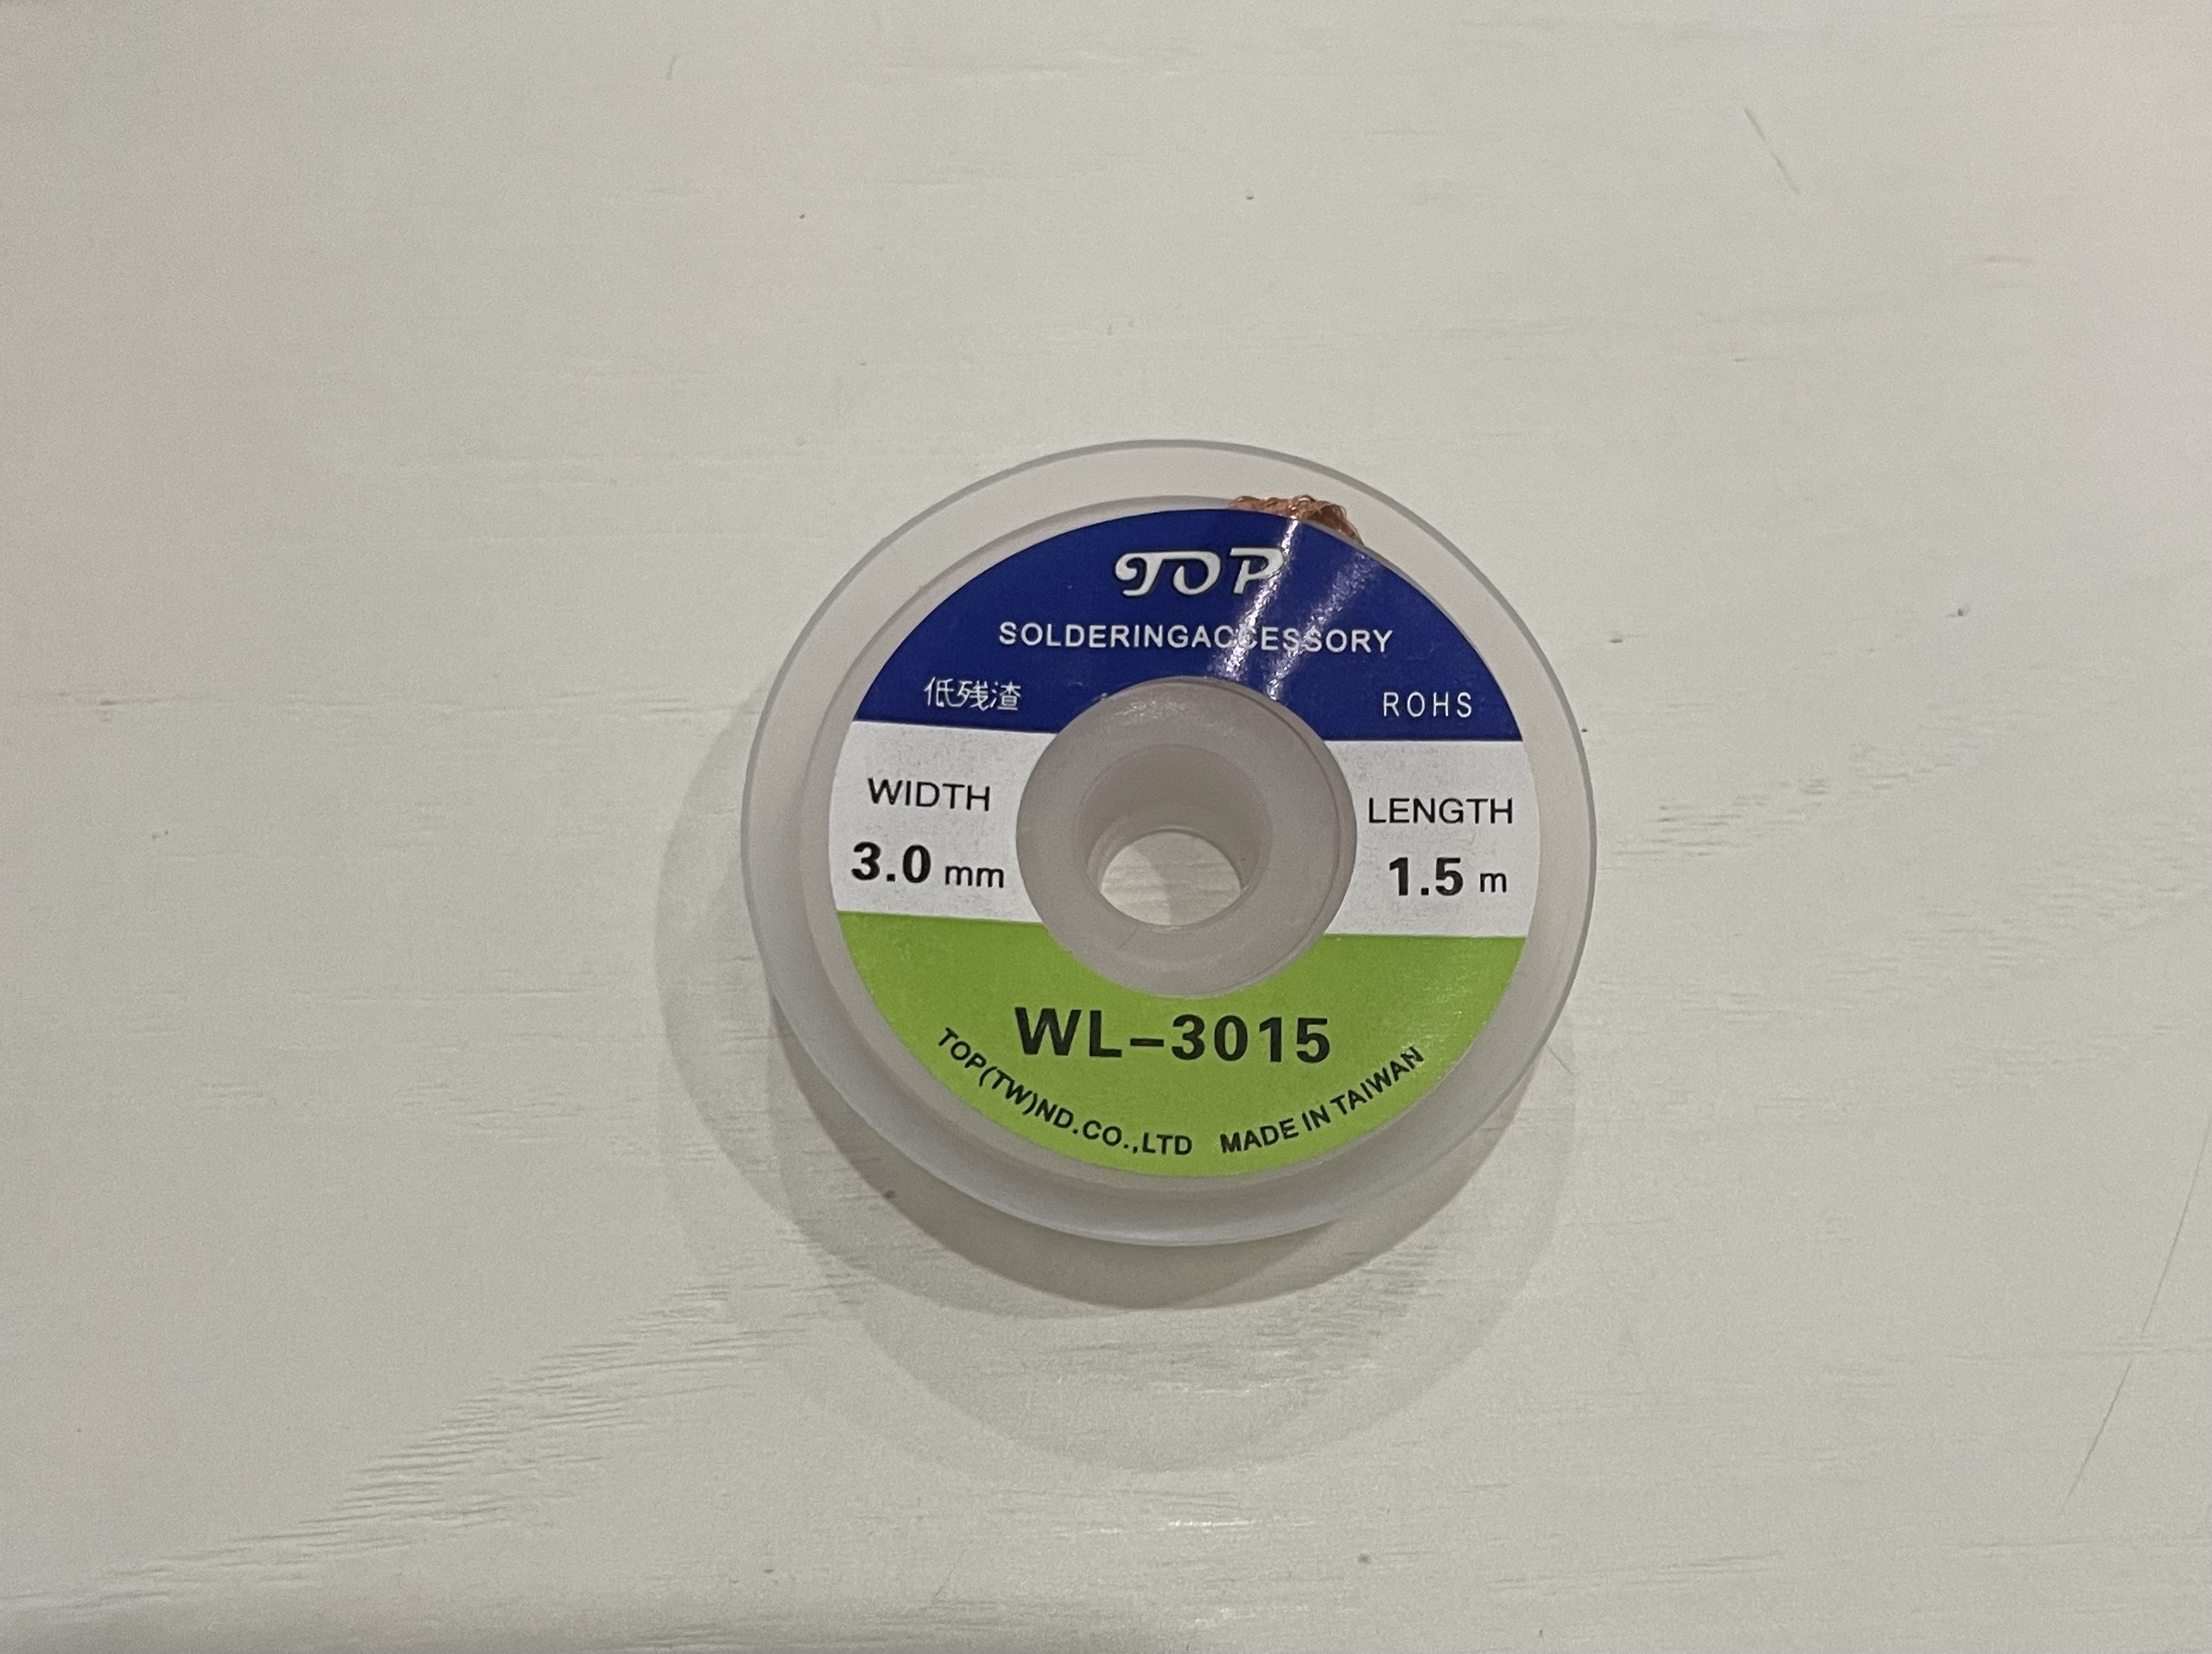 TOP
SOLDERINGACCESSORY
低残渣
ROHS
WIDTH
3.0 mm
LENGTH
1.5 m
WL-3015
TOP(TW)ND.CO.,LTD MADE IN TAIWAN